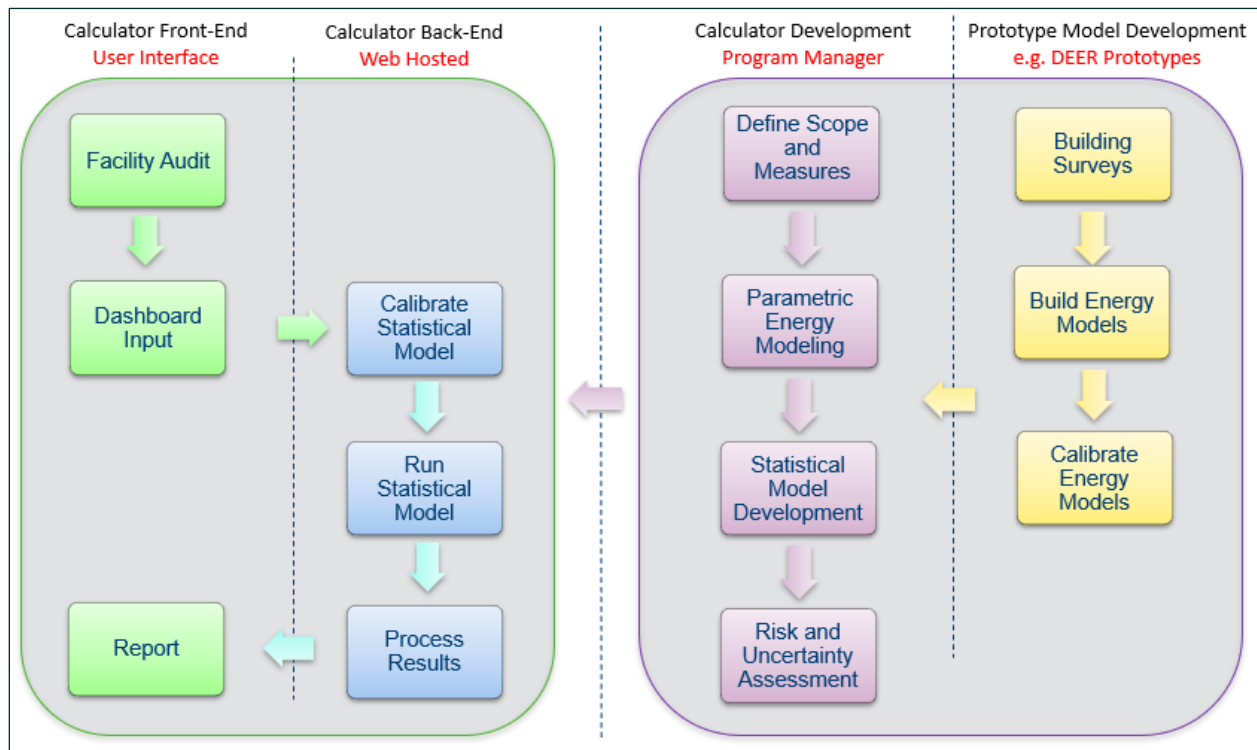 Calculator Front-End
User Interface
Calculator Back-End
Web Hosted
Calculator Development
Program Manager
Prototype Model Development
e.g. DEER Prototypes
Facility Audit
Dashboard
Input
Report
Calibrate
Statistical
Model
Run
Statistical
Model
Process
Results
Define Scope
and
Measures
Parametric
Energy
Modeling
Statistical
Model
Development
Risk and
Uncertainty
Assessment
Building
Surveys
Build Energy
Models
Calibrate
Energy
Models